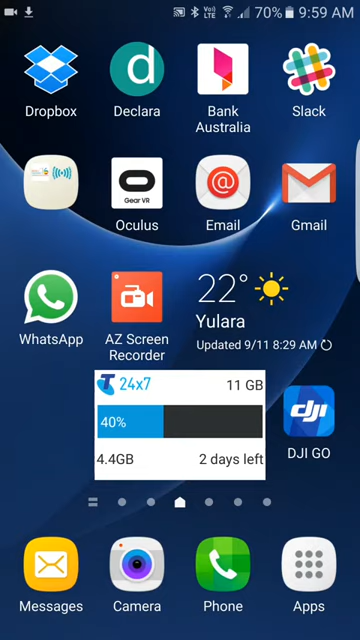 VoLTE 70% 9:59 AM
Dropbox
d
Declara
Bank
Australia
Slack
Gear VR
Oculus
Email
Gmail
WhatsApp
AZ Screen
Recorder
22°
Yulara
Updated 9/11 8:29 AM
T 24x7 11 GB
40%
4.4GB 2 days left
dji
DJI GO
Messages
Camera
Phone
Apps